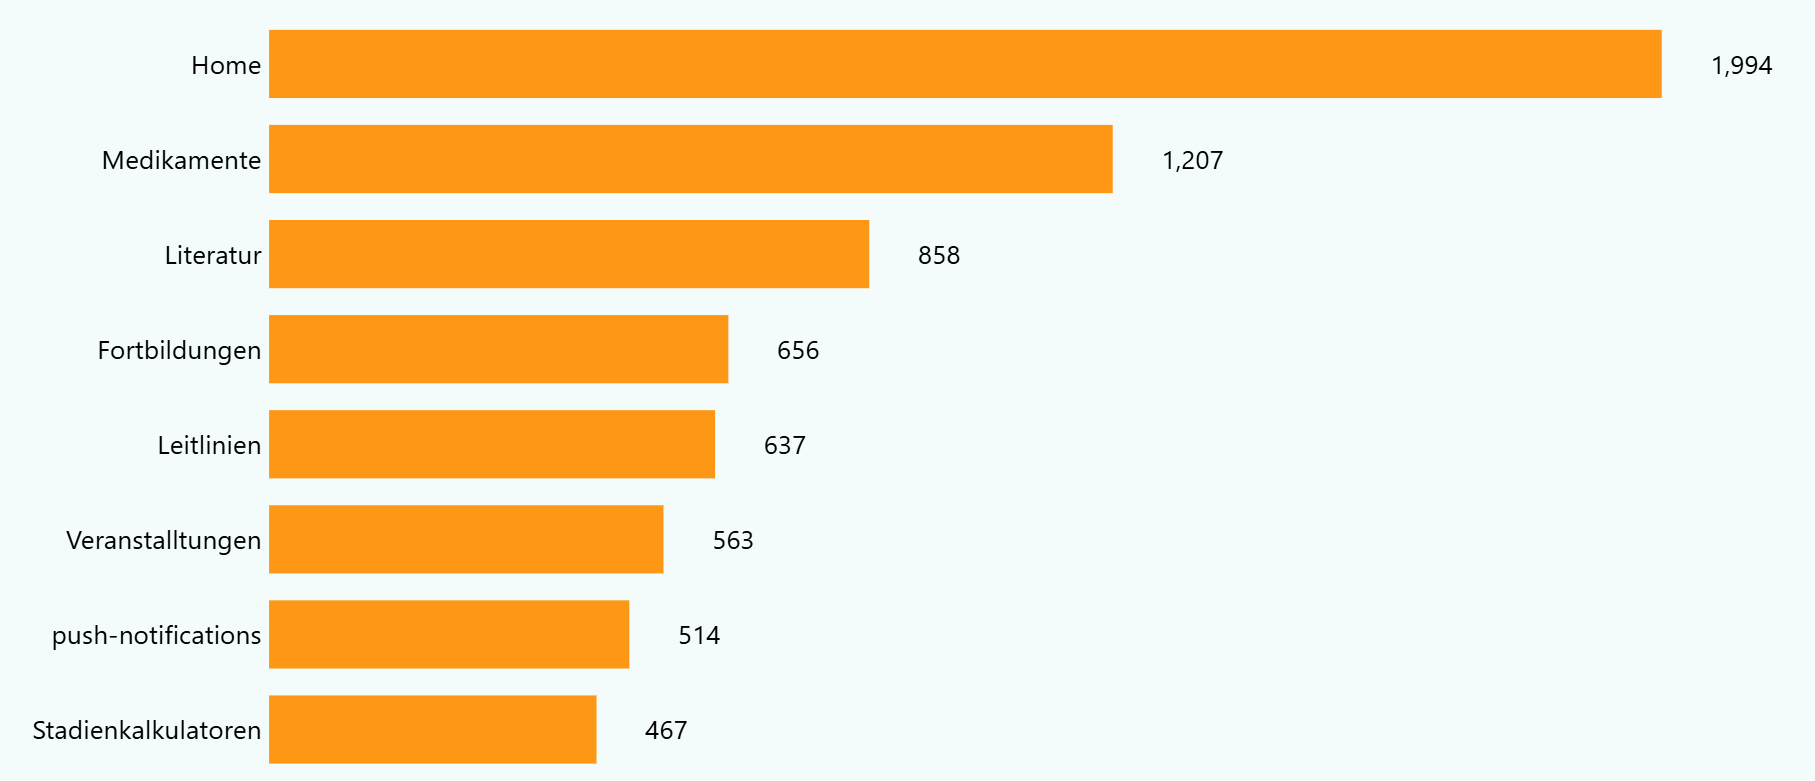 Home 1,994
Medikamente 1,207
Literatur 858
Fortbildungen 656
Leitlinien 637
Veranstalltungen 563
push-notifications 514
Stadienkalkulatoren 467